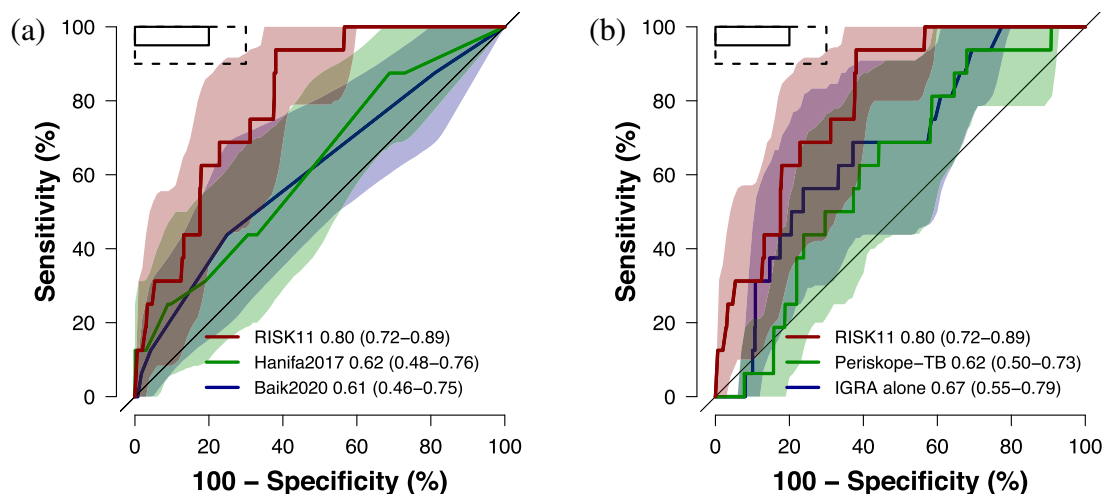 (a)
Sensitivity (%)
100
80
60
40
20
0
RISK11 0.80 (0.72–0.89)
Hanifa2017 0.62 (0.48–0.76)
Baik2020 0.61 (0.46–0.75)
0 20 40 60 80 100
100 – Specificity (%)
(b)
Sensitivity (%)
100
80
60
40
20
0
RISK11 0.80 (0.72–0.89)
Periskope–TB 0.62 (0.50–0.73)
IGRA alone 0.67 (0.55–0.79)
0 20 40 60 80 100
100 – Specificity (%)